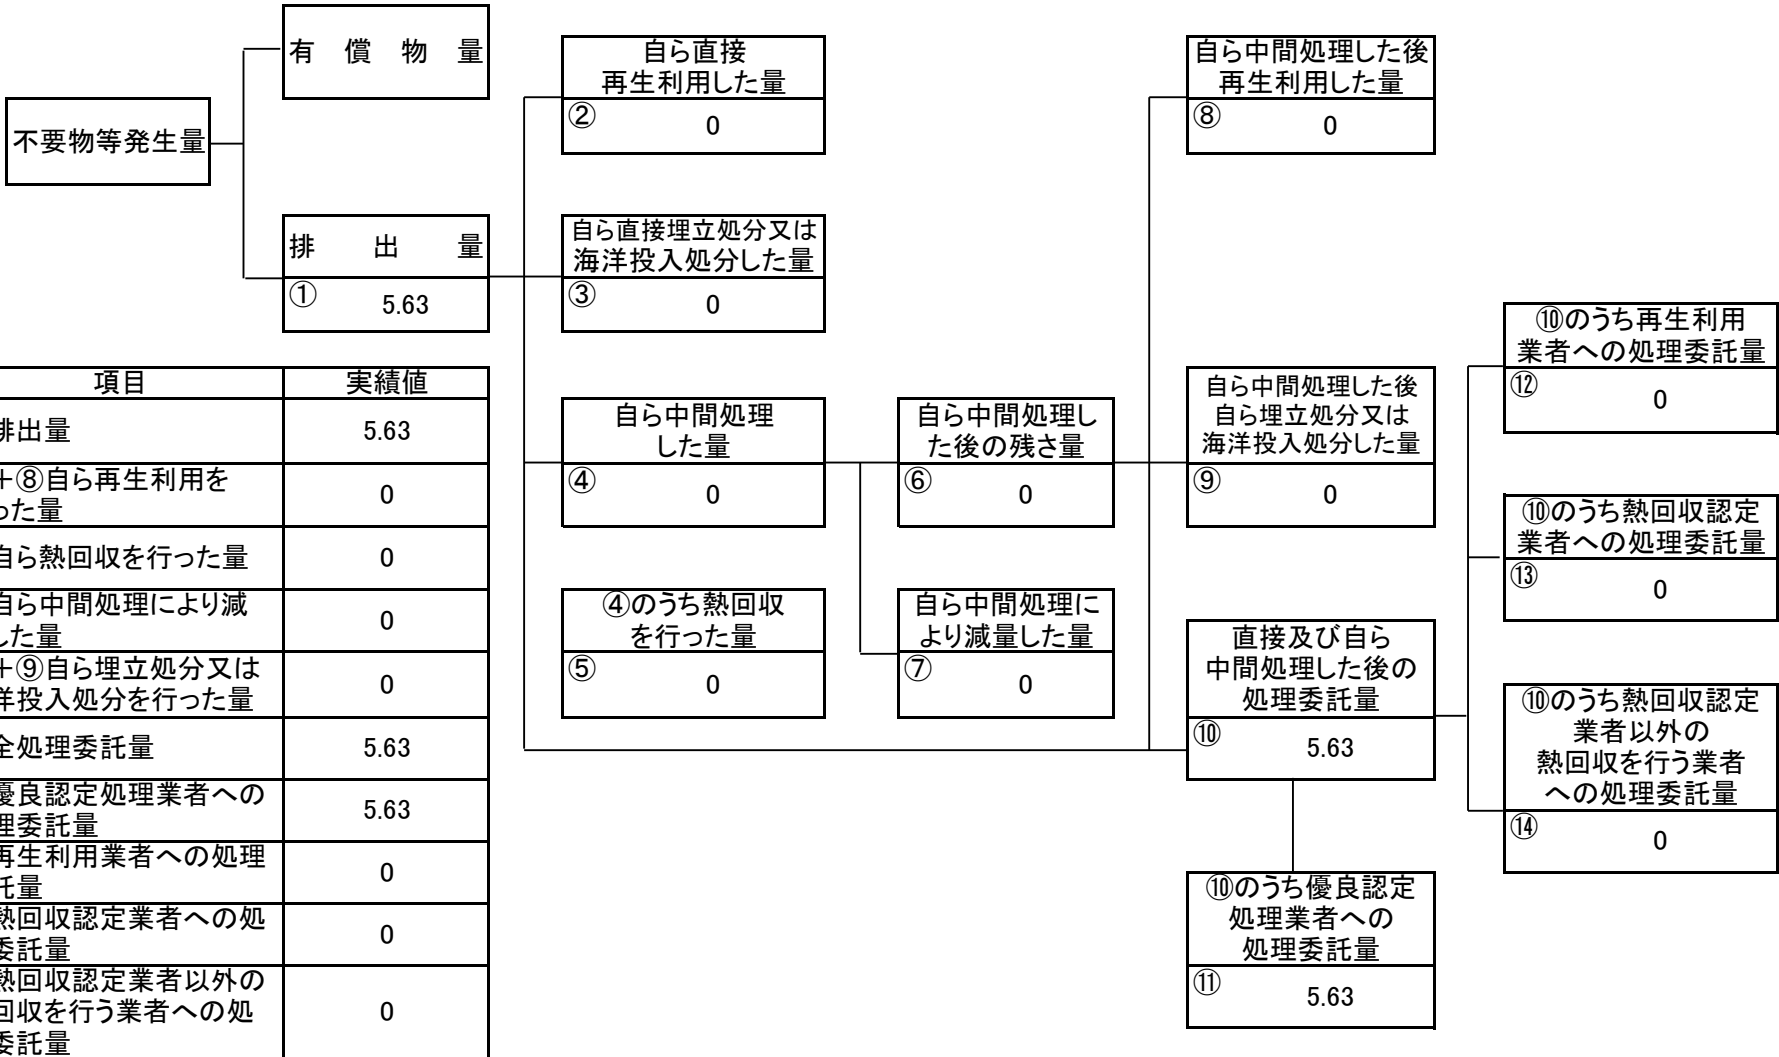 有償物量
不要物等発生量
排出量
① 5.63
自ら直接
再生利用した量
② 0
自ら直接埋立処分又は
海洋投入処分した量
③ 0
自ら中間処理
した量
④ 0
④のうち熱回収
を行った量
⑤ 0
自ら中間処理し
た後の残さ量
⑥ 0
自ら中間処理に
より減量した量
⑦ 0
自ら中間処理した後
再生利用した量
⑧ 0
自ら中間処理した後
自ら埋立処分又は
海洋投入処分した量
⑨ 0
直接及び自ら
中間処理した後の
処理委託量
⑩ 5.63
⑩のうち優良認定
処理業者への
処理委託量
⑪ 5.63
⑩のうち再生利用
業者への処理委託量
⑫ 0
⑩のうち熱回収認定
業者への処理委託量
⑬ 0
⑩のうち熱回収認定
業者以外の
熱回収を行う業者
への処理委託量
⑭ 0
項目 実績値
排出量 5.63
+⑧自ら再生利用を
った量 0
自ら熱回収を行った量 0
自ら中間処理により減
した量 0
+⑨自ら埋立処分又は
洋投入処分を行った量 0
全処理委託量 5.63
優良認定処理業者への
理委託量 5.63
再生利用業者への処理
託量 0
熱回収認定業者への処
委託量 0
熱回収認定業者以外の
回収を行う業者への処
委託量 0